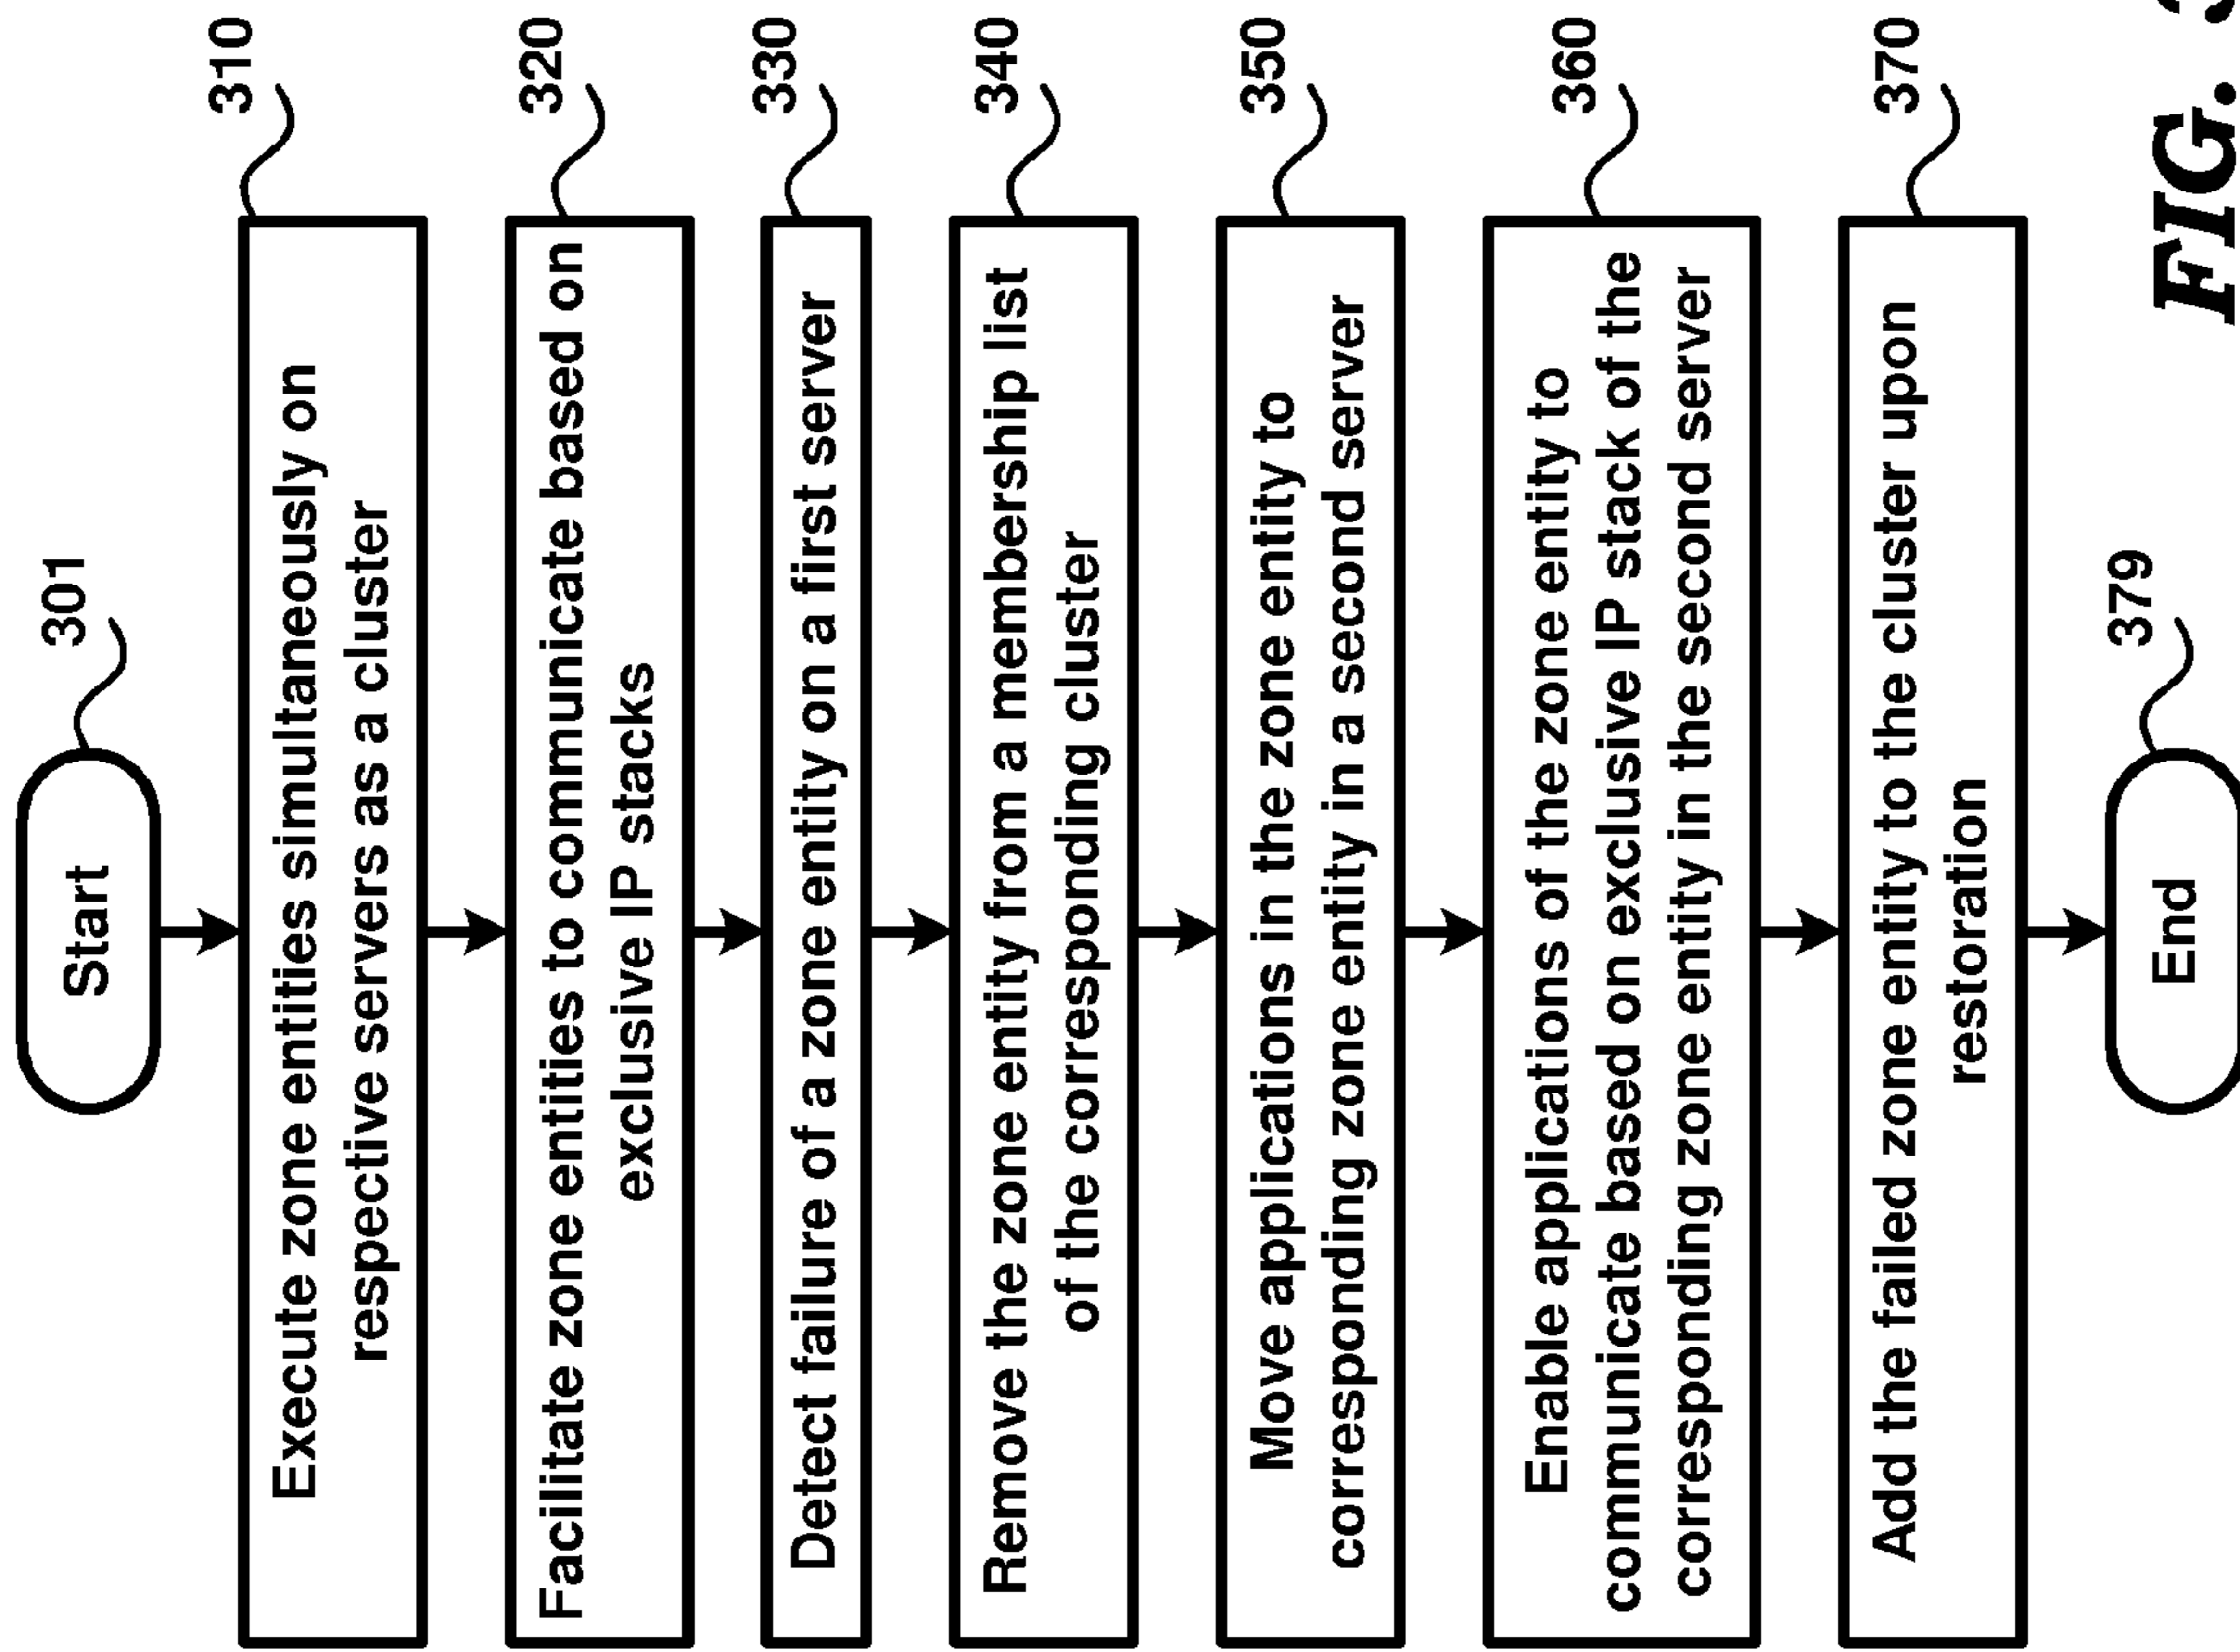 Start
301
Execute zone entities simultaneously on
respective servers as a cluster
310
Facilitate zone entities to communicate based on
exclusive IP stacks
320
Detect failure of a zone entity on a first server
330
Remove the zone entity from a membership list
of the corresponding cluster
340
Move applications in the zone entity to
corresponding zone entity in a second server
350
Enable applications of the zone entity to
communicate based on exclusive IP stack of the
corresponding zone entity in the second server
360
Add the failed zone entity to the cluster upon
restoration
370
End
379
FIG.